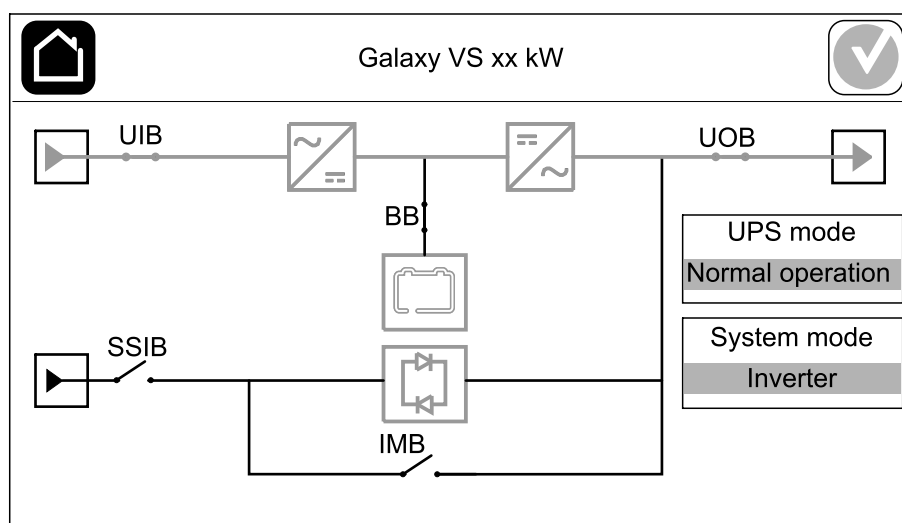 Galaxy VS xx kW
UIB
UOB
BB
UPS mode
Normal operation
System mode
Inverter
SSIB
IMB